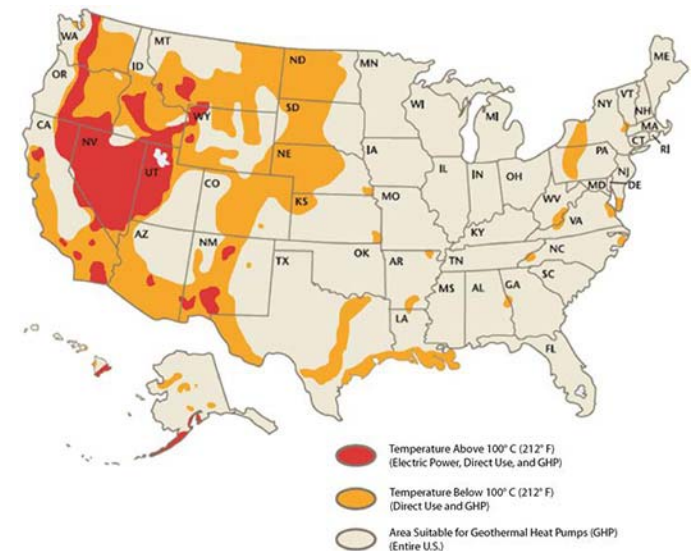 WA
MT
ND
MN
ME
OR
ID
SD
WI
MI
NY
VT
NH
MA
CT
RI
CA
NV
UT
WY
NE
IA
PA
NJ
CO
KS
MO
IL
IN
OH
WV
MD
DE
VA
AZ
NM
TX
OK
AR
KY
TN
NC
SC
MS
AL
GA
LA
FL
Temperature Above 100° C (212° F)
(Electric Power, Direct Use, and GHP)
Temperature Below 100° C (212° F)
(Direct Use and GHP)
Area Suitable for Geothermal Heat Pumps (GHP)
(Entire U.S.)